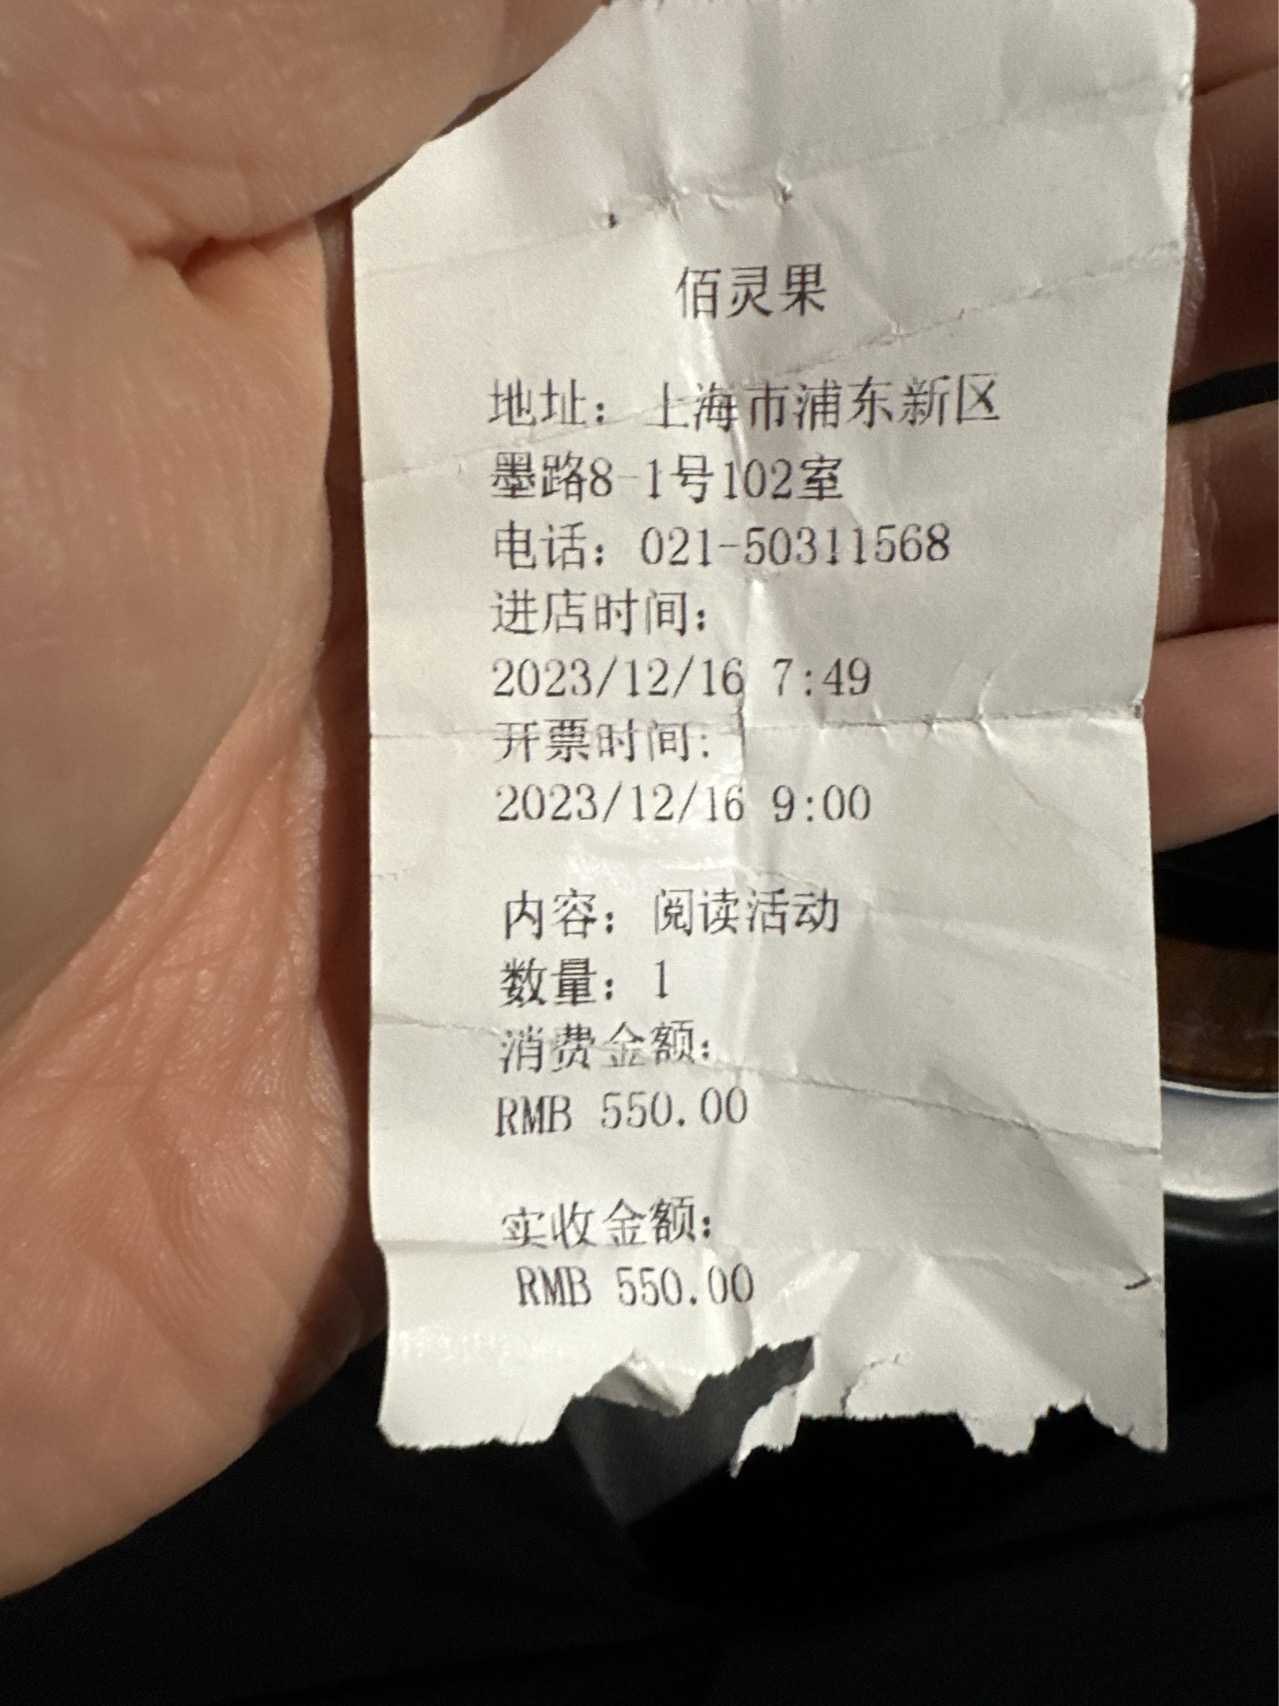 佰灵果
地址：上海市浦东新区
墨路8-1号102室
电话：021-50311568
进店时间：
2023/12/16 7:49
开票时间：
2023/12/16 9:00
内容：阅读活动
数量：1
消费金额：
RMB 550.00
实收金额：
RMB 550.00